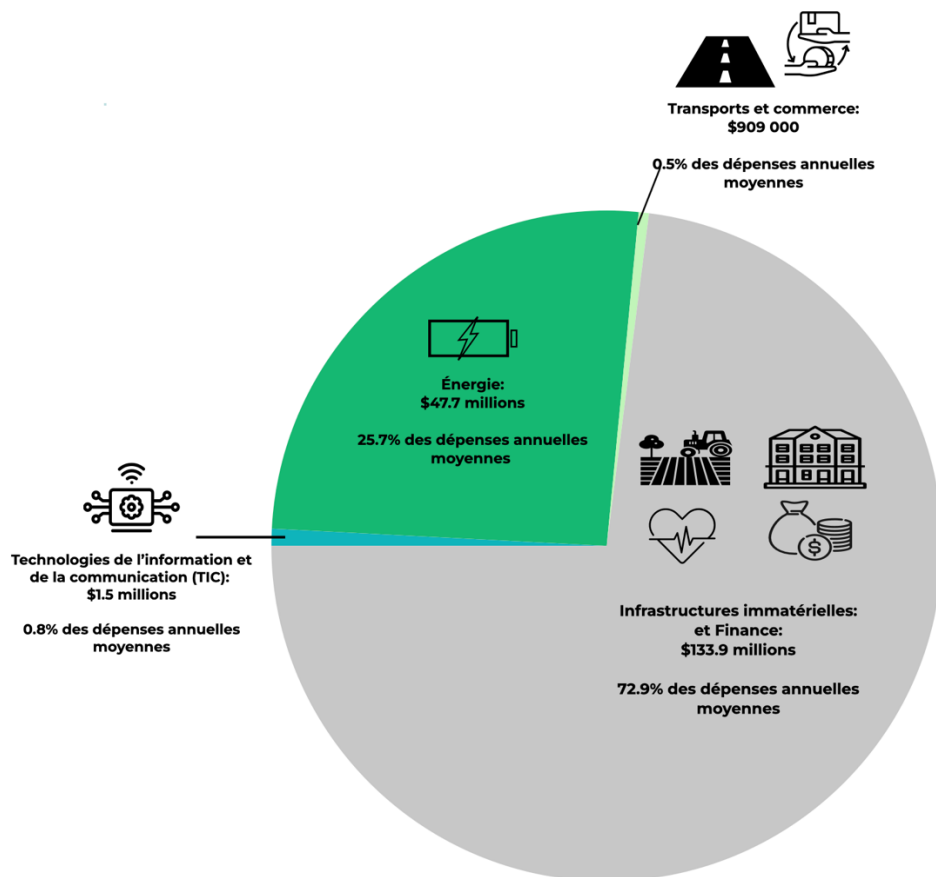 Transports et commerce:
$909 000
0.5% des dépenses annuelles
moyennes
Énergie:
$47.7 millions
25.7% des dépenses annuelles
moyennes
Technologies de l'information et
de la communication (TIC):
$1.5 millions
0.8% des dépenses annuelles
moyennes
$
Infrastructures immatérielles:
et Finance:
$133.9 millions
72.9% des dépenses annuelles
moyennes